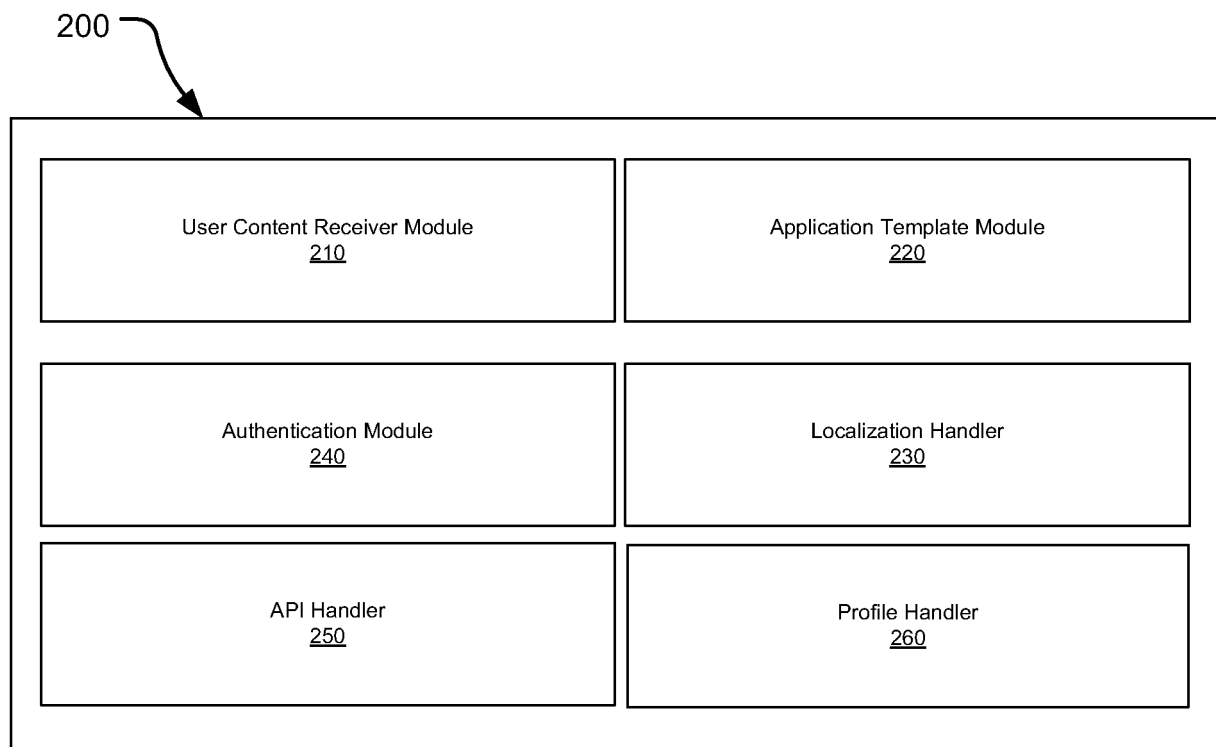 200
User Content Receiver Module
210
Application Template Module
220
Authentication Module
240
Localization Handler
230
API Handler
250
Profile Handler
260